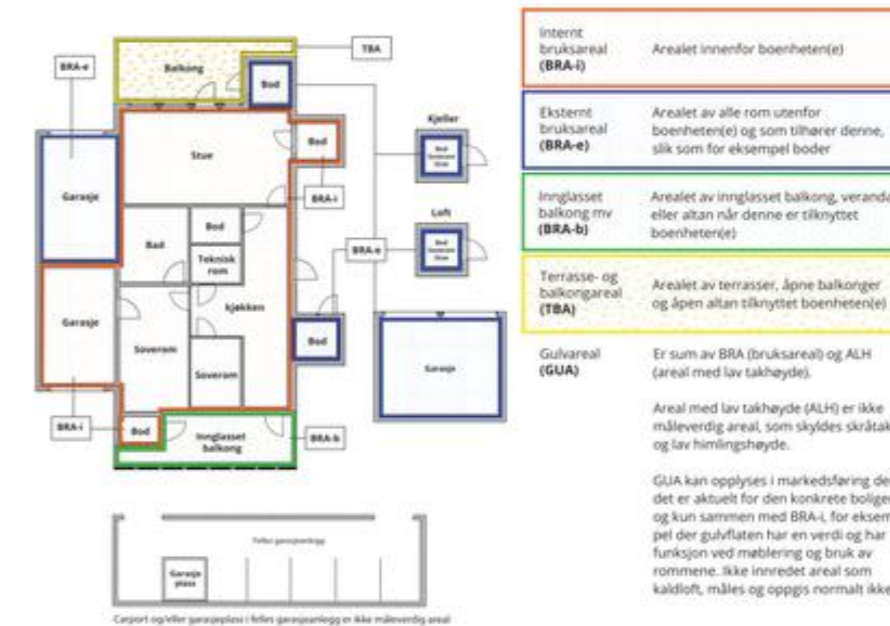 TBA
BRA-e
Balkong
Bod
Kjeller
Stue
Bod
Garasje
BRA-i
Loft
Bod
Bad
Teknisk
rom
BRA-e
kjøkken
Garasje
Soverom
Bod
Garasje
Soverom
BRA-i
Bod
Innglasset
balkong
BRA-b
Felles garasjeanlegg
Garasje
plass
Carport og/eller garasjeplass i felles garasjeanlegg er ikke måleverdig areal
Internt
bruksareal
(BRA-i)
Arealet innenfor boenheten(e)
Eksternt
bruksareal
(BRA-e)
Arealet av alle rom utenfor
boenheten(e) og som tilhører denne,
slik som for eksempel boder
Innglasset
balkong mv
(BRA-b)
Arealet av innglasset balkong, veranda
eller altan når denne er tilknyttet
boenheten(e)
Terrasse- og
balkongareal
(TBA)
Arealet av terrasser, åpne balkonger
og åpen altan tilknyttet boenheten(e)
Gulvareal
(GUA)
Er sum av BRA (bruksareal) og ALH
(areal med lav takhøyde).
Areal med lav takhøyde (ALH) er ikke
måleverdig areal, som skyldes skråtak
og lav himlingshøyde.
GUA kan opplyses i markedsføring de
det er aktuelt for den konkrete bolige
og kun sammen med BRA-i, for eksem
pel der gulvflaten har en verdi og har
funksjon ved møblering og bruk av
rommene. Ikke innredet areal som
kaldloft, måles og oppgis normalt ikke